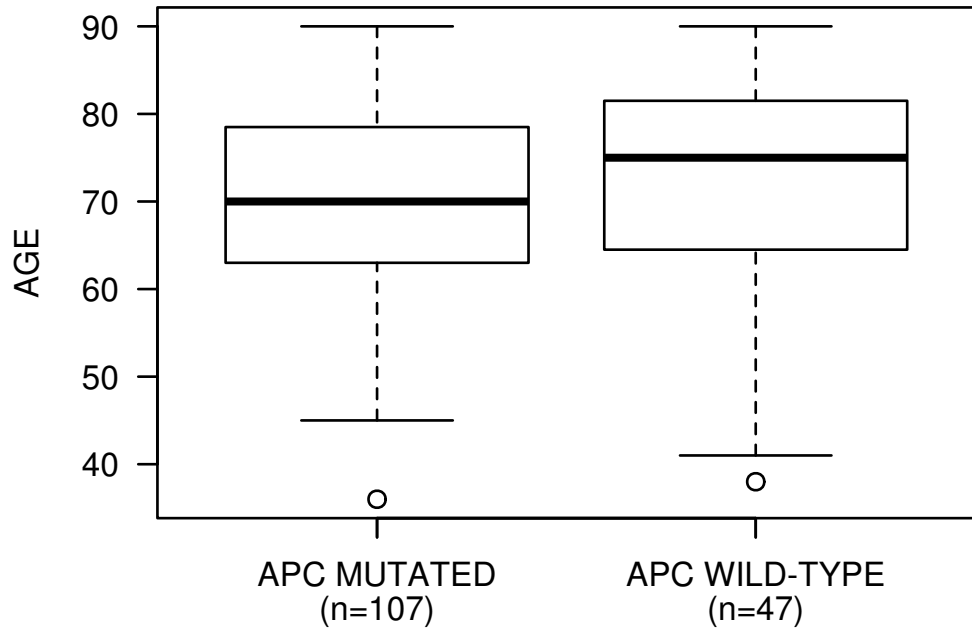 AGE
90
80
70
60
50
40
APC MUTATED
(n=107)
APC WILD-TYPE
(n=47)